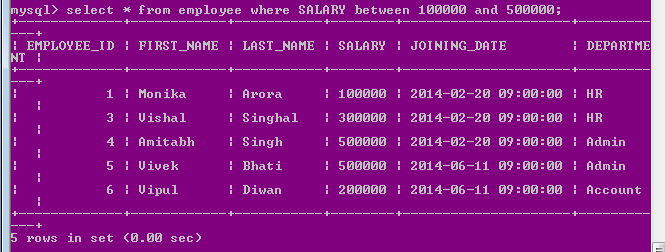 mysql> select * from employee where SALARY between 100000 and 500000;
+-------------+------------+-----------+--------+---------------------+---------
---+
| EMPLOYEE_ID | FIRST_NAME | LAST_NAME | SALARY | JOINING_DATE | DEPARTME
NT |
+-------------+------------+-----------+--------+---------------------+---------
---+
| 1 | Monika | Arora | 100000 | 2014-02-20 09:00:00 | HR
|
| 3 | Vishal | Singhal | 300000 | 2014-02-20 09:00:00 | HR
|
| 4 | Amitabh | Singh | 500000 | 2014-02-20 09:00:00 | Admin
|
| 5 | Vivek | Bhati | 500000 | 2014-06-11 09:00:00 | Admin
|
| 6 | Vipul | Diwan | 200000 | 2014-06-11 09:00:00 | Account
|
+-------------+------------+-----------+--------+---------------------+---------
---+
5 rows in set (0.00 sec)